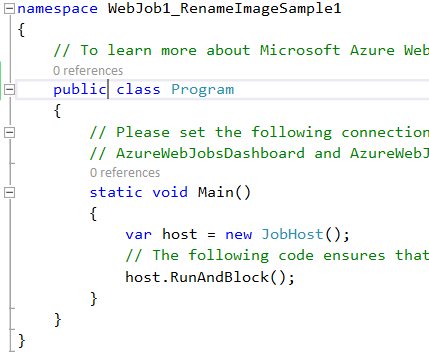 namespace WebJob1_RenameImageSample1
{
// To learn more about Microsoft Azure Web
0 references
public class Program
{
// Please set the following connection
// AzureWebJobsDashboard and AzureWebJ
0 references
static void Main()
{
var host = new JobHost();
// The following code ensures that
host.RunAndBlock();
}
}
}